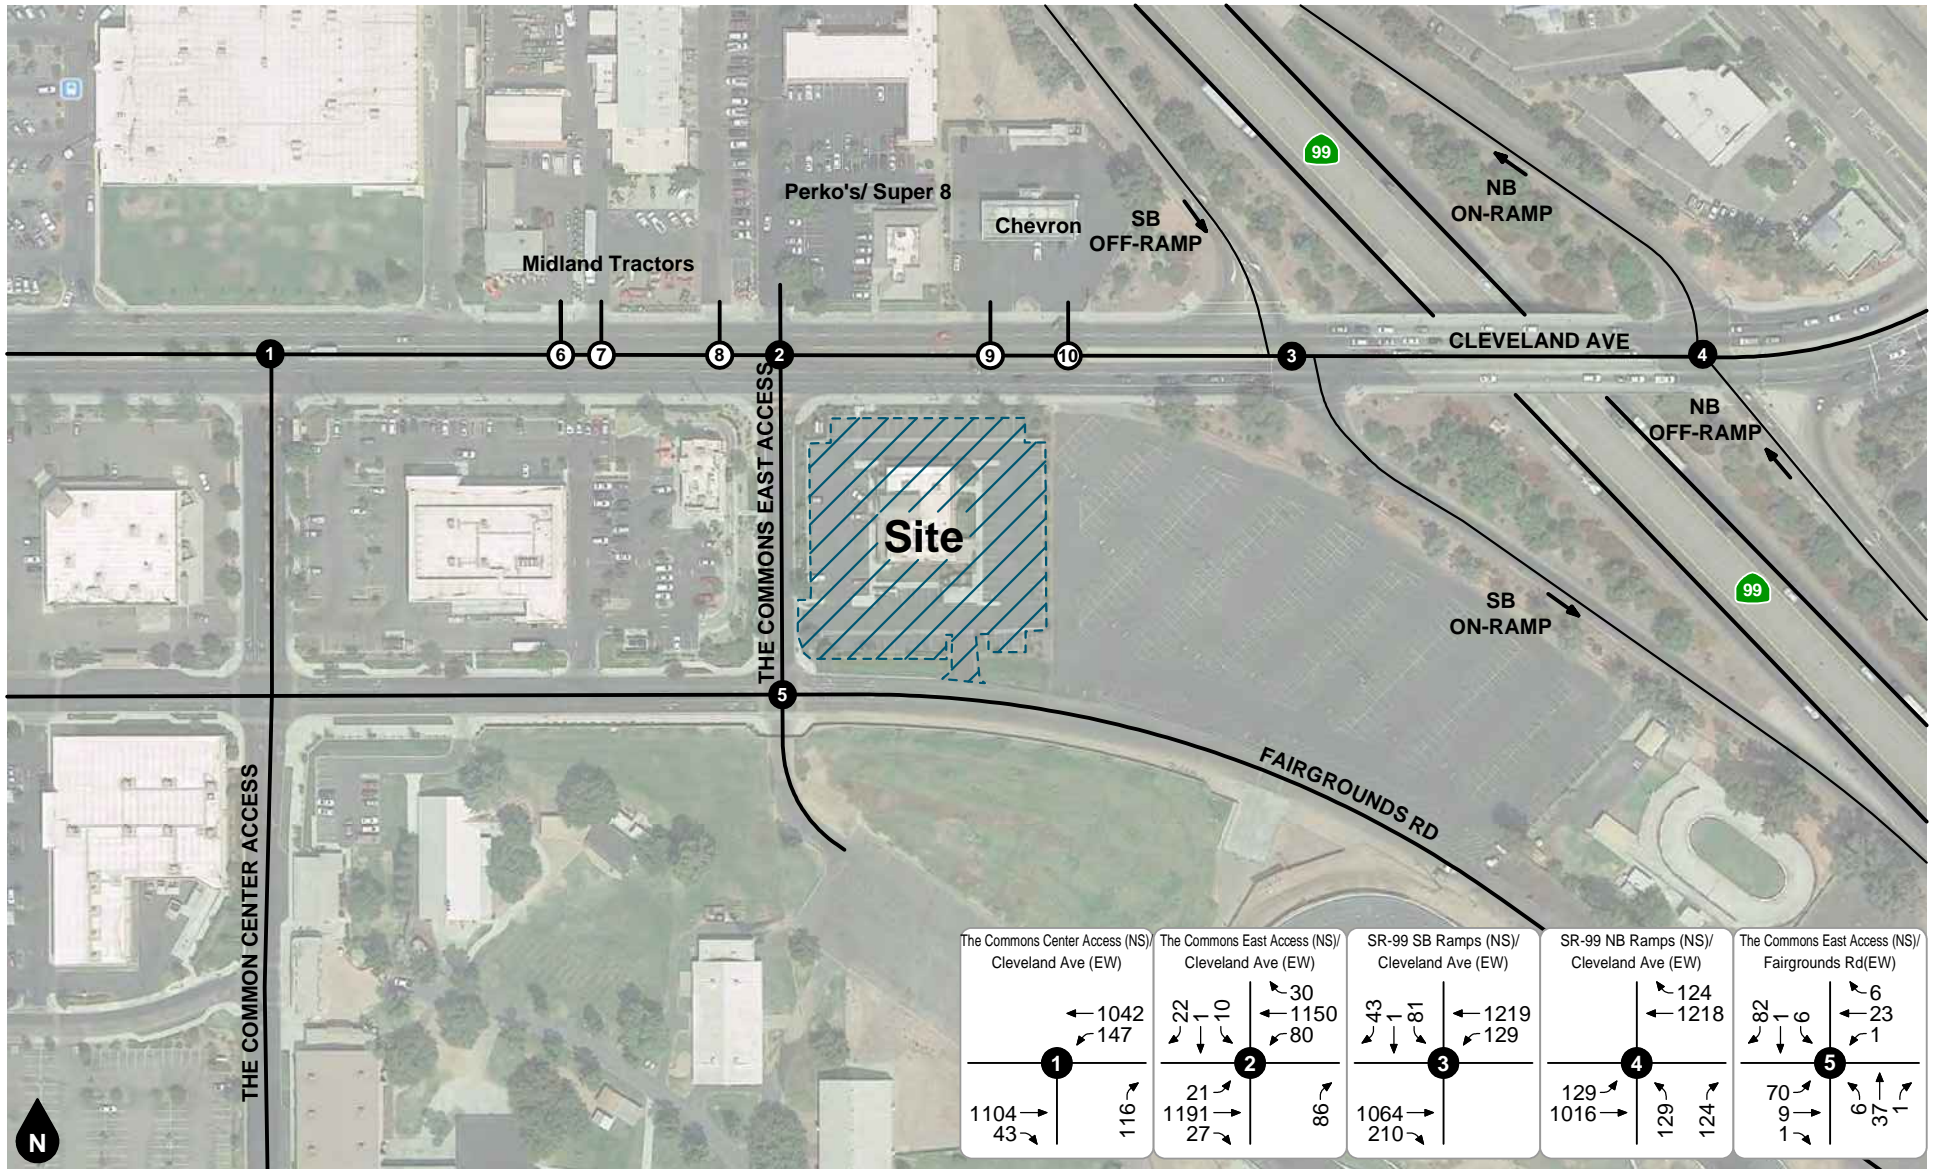 99
NB
ON-RAMP
Perko's/ Super 8
SB
OFF-RAMP
Chevron
Midland Tractors
CLEVELAND AVE
1
6
7
8
2
9
10
3
4
NB
OFF-RAMP
THE COMMONS EAST ACCESS
Site
99
SB
ON-RAMP
5
FAIRGROUNDS RD
THE COMMON CENTER ACCESS
N
The Commons Center Access (NS)/
Cleveland Ave (EW)
1042
147
1
1104
43
116
The Commons East Access (NS)/
Cleveland Ave (EW)
22
1
10
30
1150
80
2
21
1191
27
86
SR-99 SB Ramps (NS)/
Cleveland Ave (EW)
43
1
81
1219
129
3
1064
210
SR-99 NB Ramps (NS)/
Cleveland Ave (EW)
124
1218
4
129
1016
129
124
The Commons East Access (NS)/
Fairgrounds Rd(EW)
82
1
6
6
23
1
5
70
9
1
6
37
1